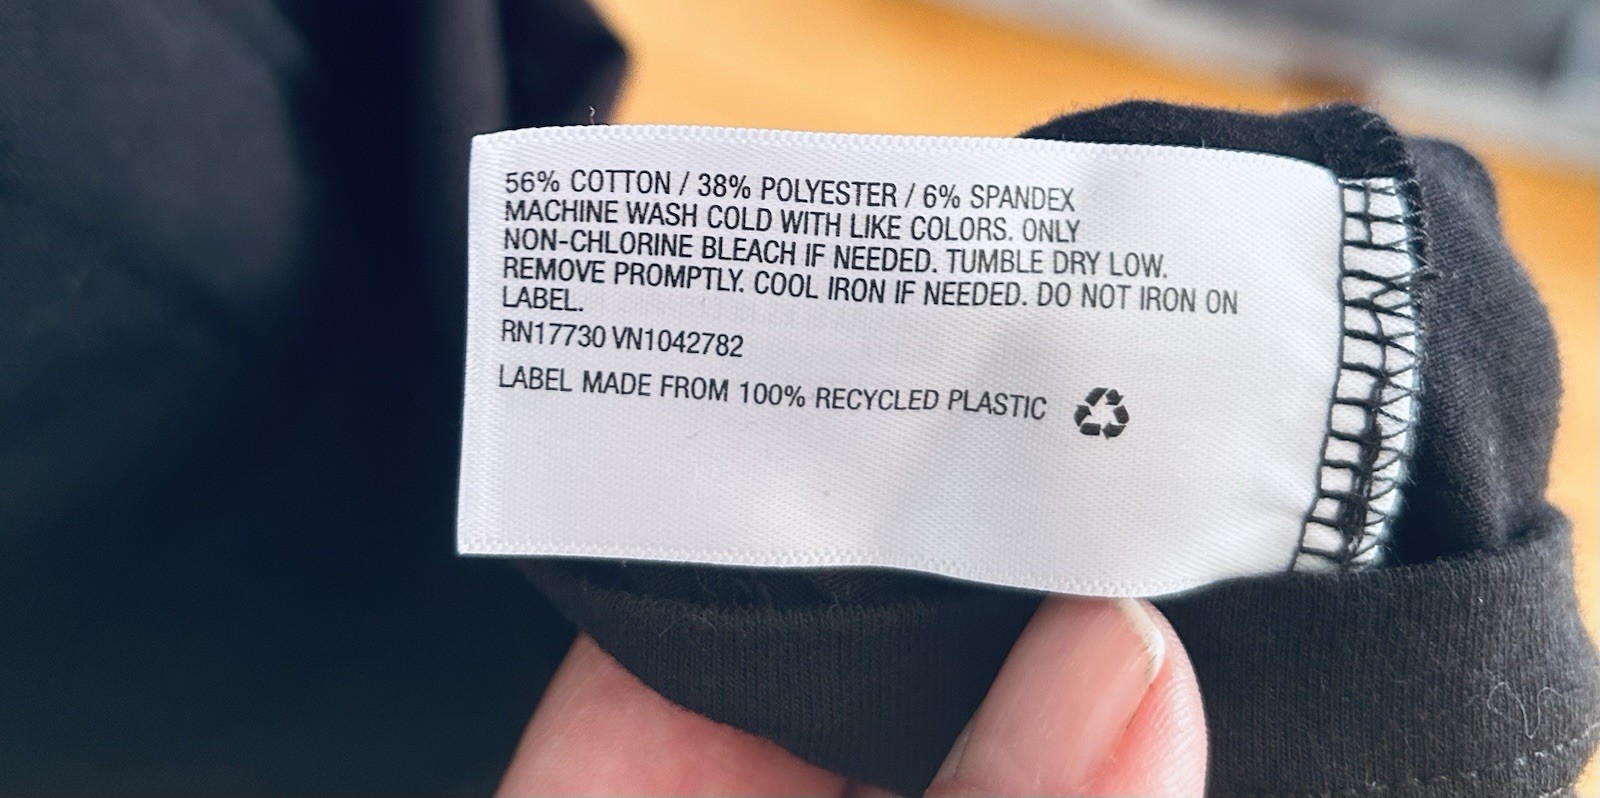 56% COTTON / 38% POLYESTER / 6% SPANDEX
MACHINE WASH COLD WITH LIKE COLORS. ONLY
NON-CHLORINE BLEACH IF NEEDED. TUMBLE DRY LOW.
REMOVE PROMPTLY. COOL IRON IF NEEDED. DO NOT IRON ON
LABEL.
RN17730 VN1042782
LABEL MADE FROM 100% RECYCLED PLASTIC